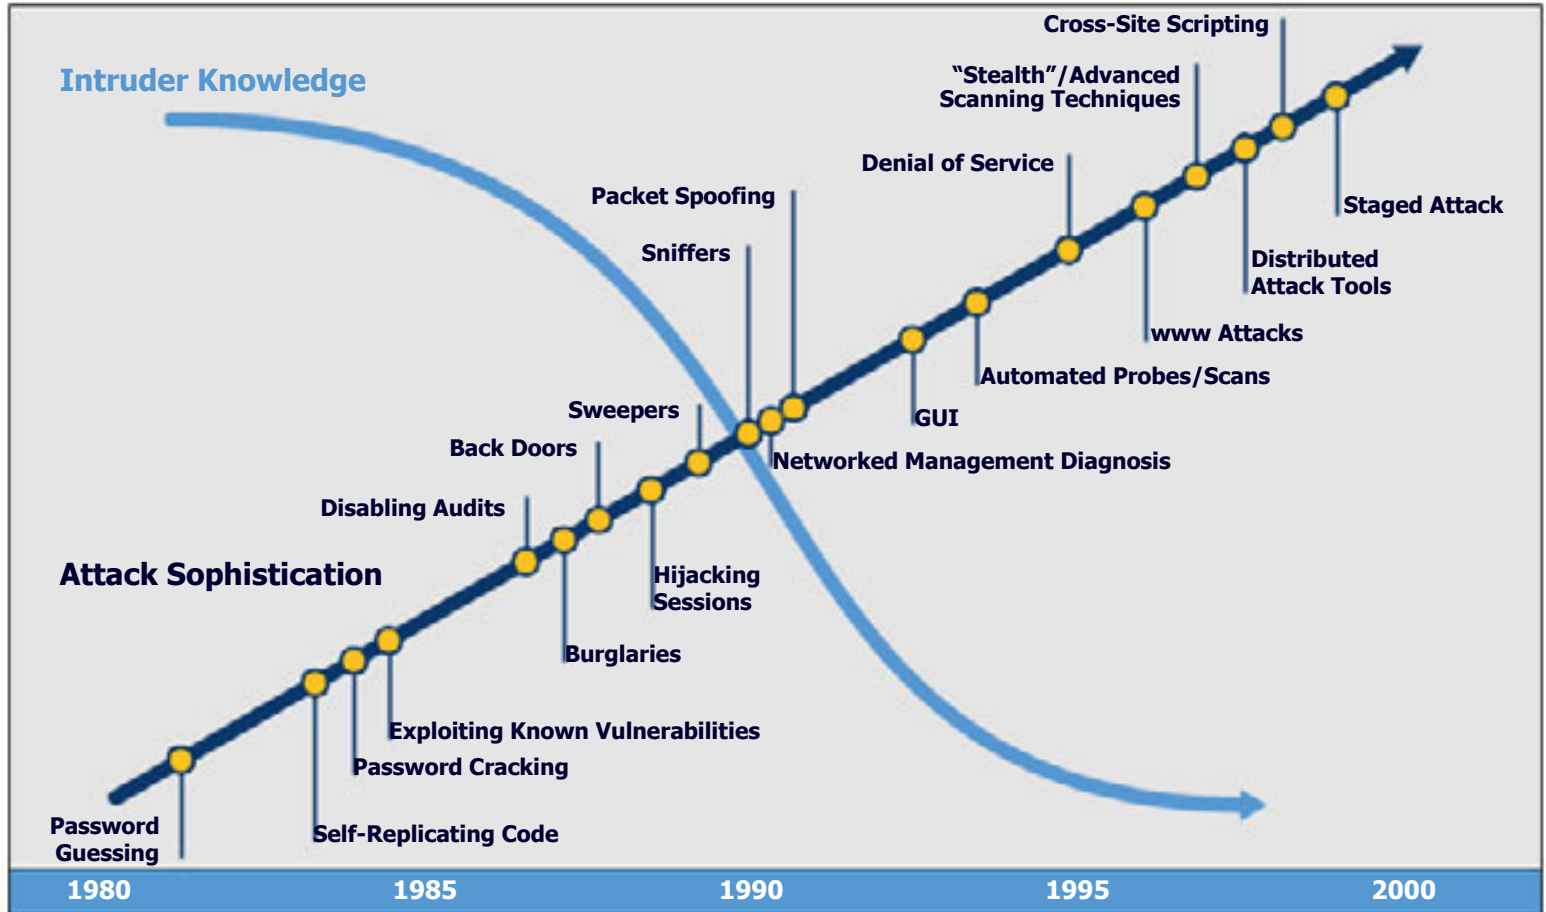 Cross-Site Scripting
Intruder Knowledge
“Stealth”/Advanced
Scanning Techniques
Denial of Service
Packet Spoofing
Staged Attack
Sniffers
Distributed
Attack Tools
www Attacks
Automated Probes/Scans
Sweepers
GUI
Back Doors
Networked Management Diagnosis
Disabling Audits
Attack Sophistication
Hijacking
Sessions
Burglaries
Exploiting Known Vulnerabilities
Password Cracking
Password
Guessing
Self-Replicating Code
1980 1985 1990 1995 2000